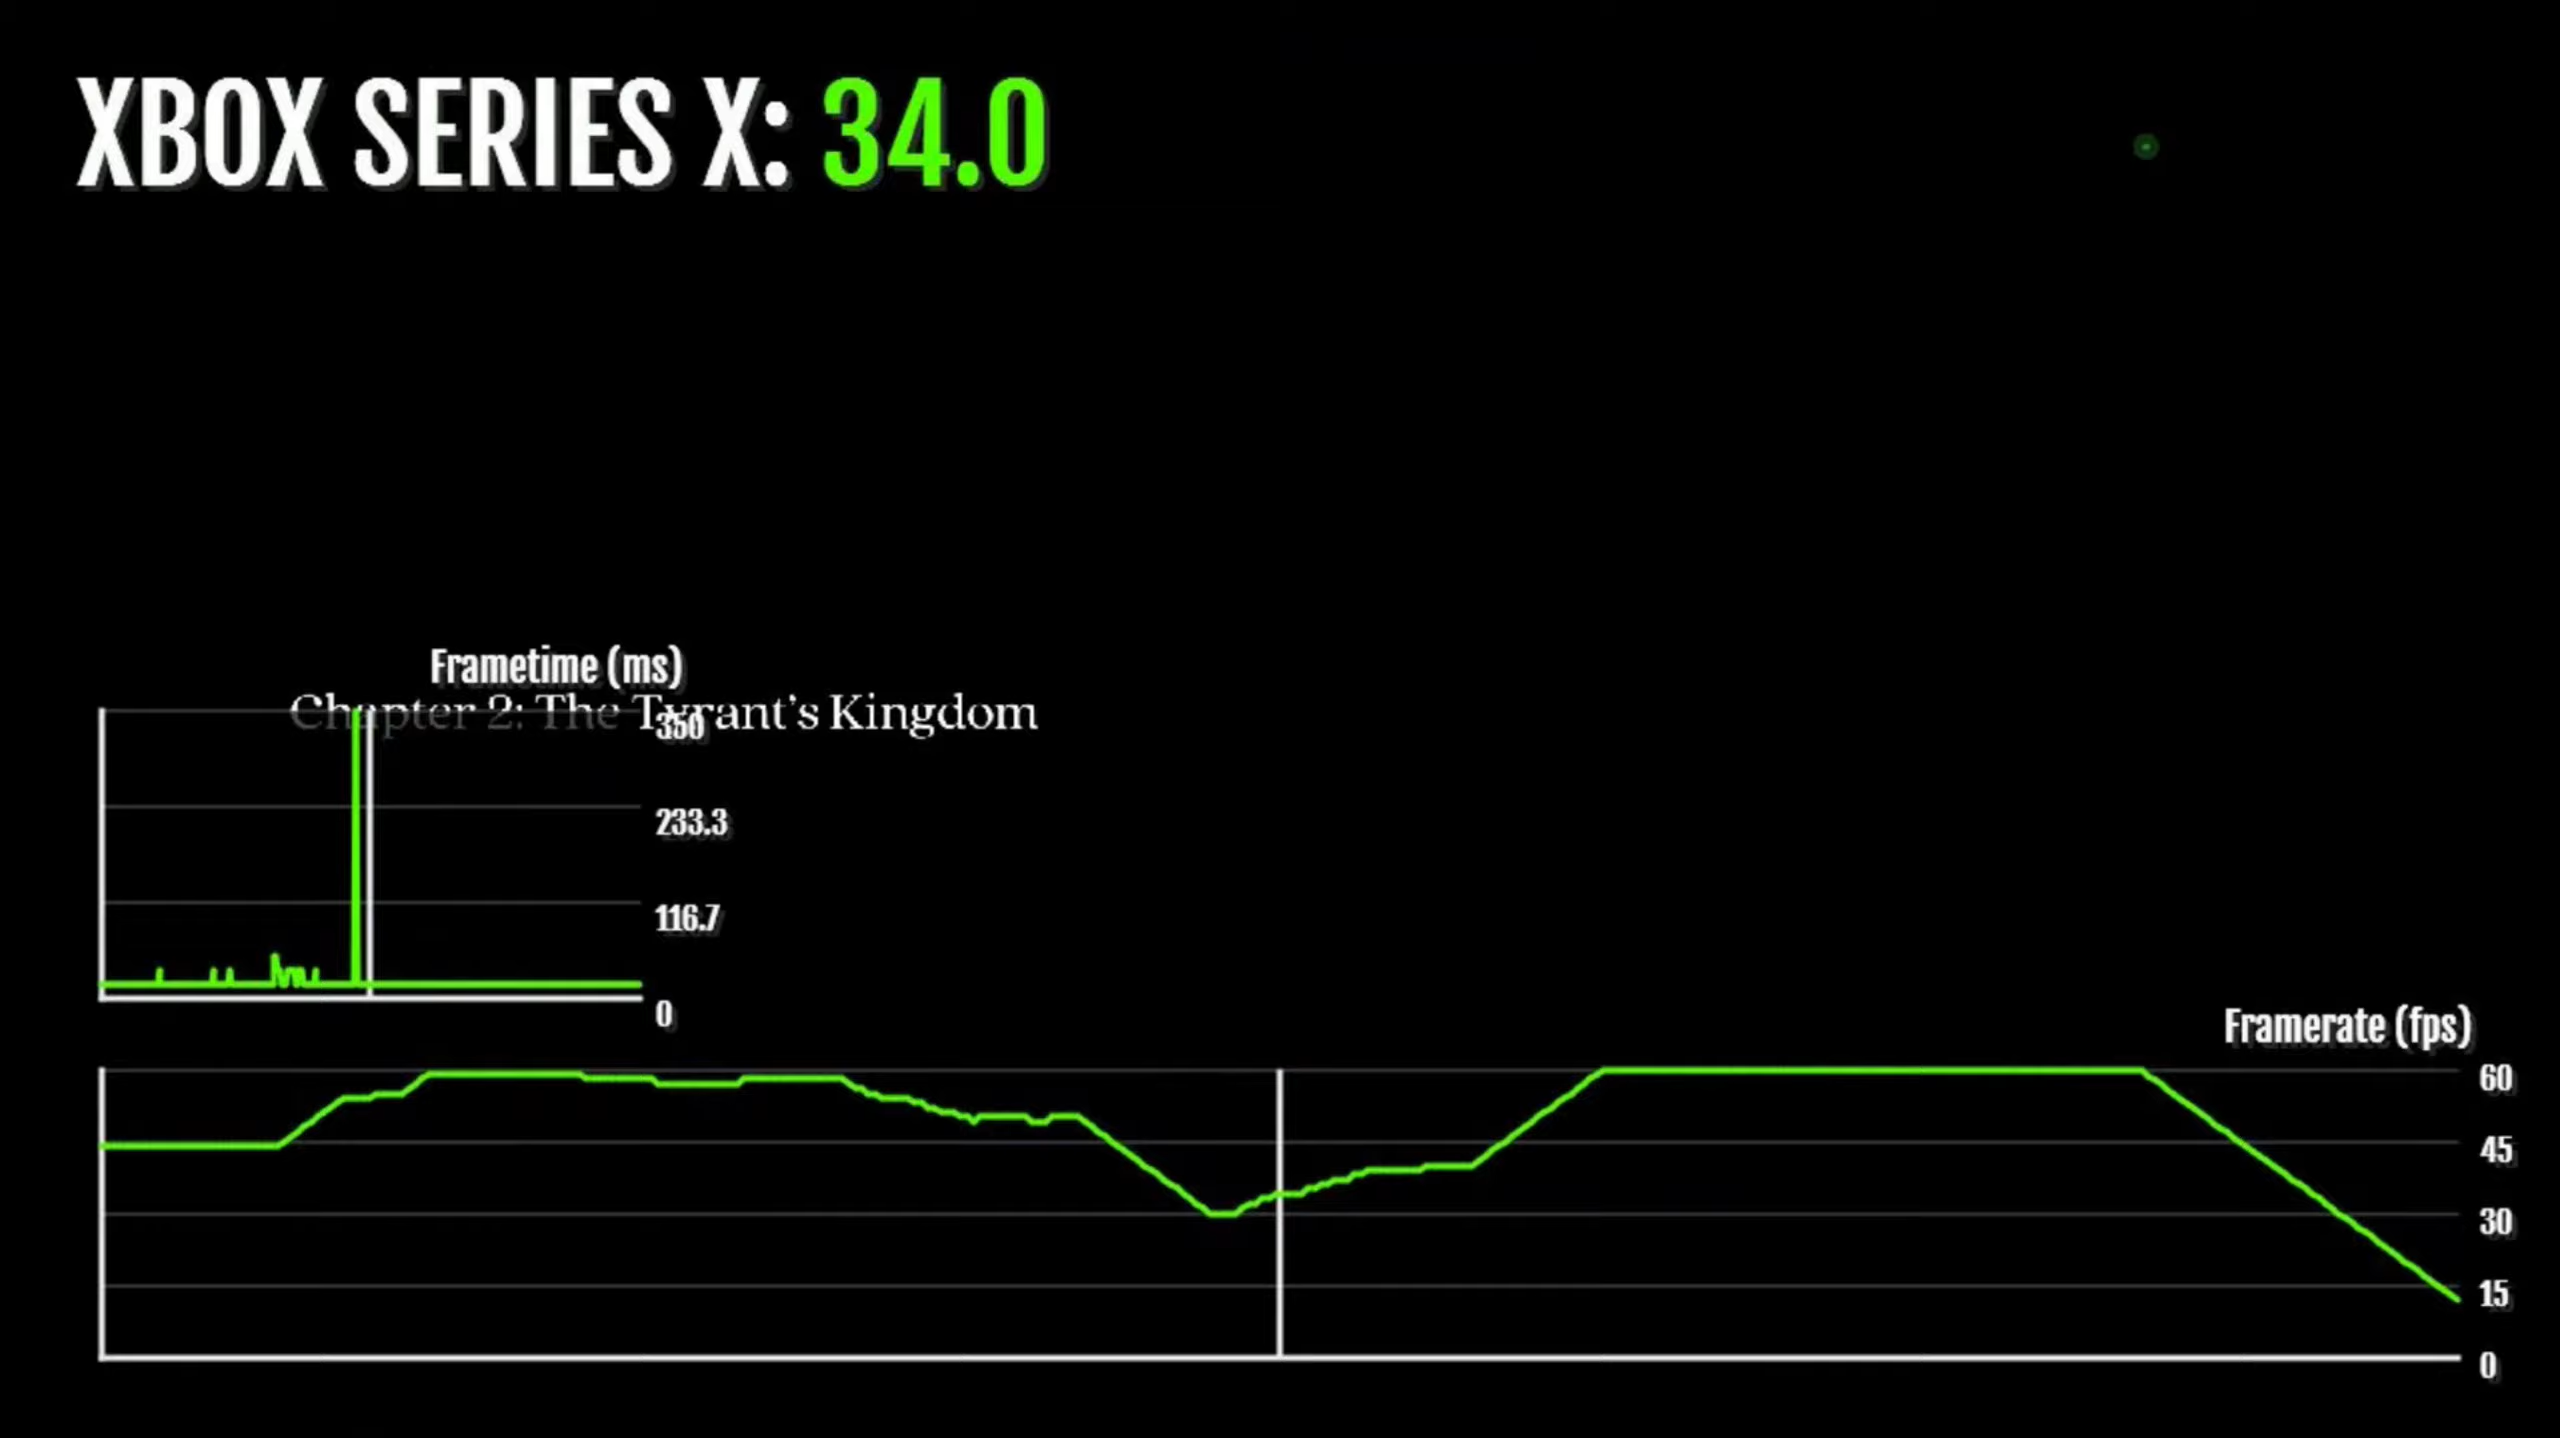 XBOX SERIES X: 34.0
Frametime (ms)
Chapter 2: The Tyrant's Kingdom
350
233.3
116.7
0
Framerate (fps)
60
45
30
15
0